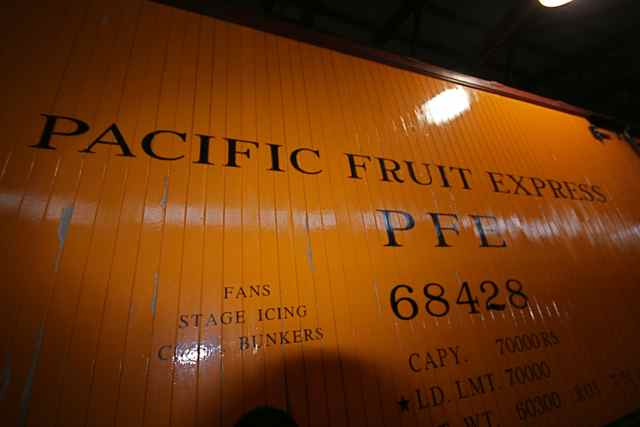 PACIFIC FRUIT EXPRESS
PFE
68428
FANS
STAGE ICING
BUNKERS
CAPY. 70000
★LD. LMT. 70000
WT. 60300